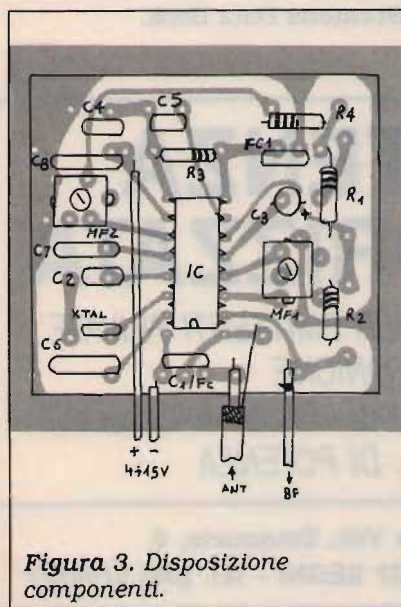 C4
C5
R4
C8
FC1
R3
R1
MF2
C3
+
C7
IC
C2
MF1
R2
XTAL
C6
C1/FC
+ -
4÷15V
ANT
BF
Figura 3. Disposizione
componenti.